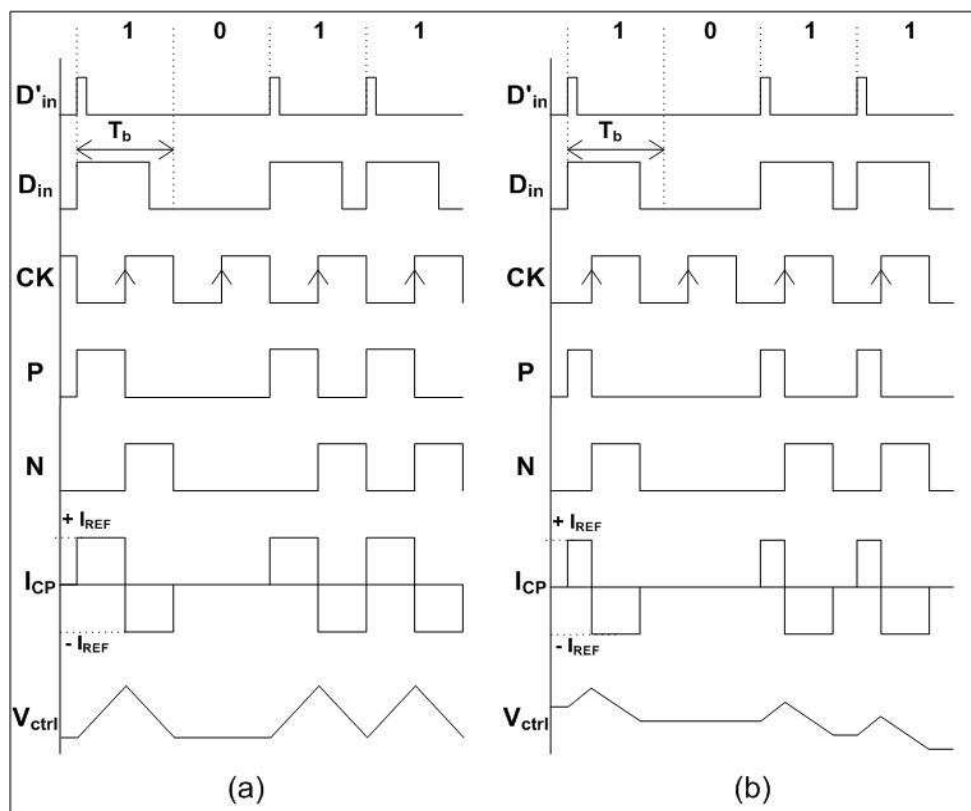 1 0 1 1
D'in
Tb
Din
CK
P
N
+ IREF
ICP
- IREF
Vctrl
(a)
1 0 1 1
D'in
Tb
Din
CK
P
N
+ IREF
ICP
- IREF
Vctrl
(b)